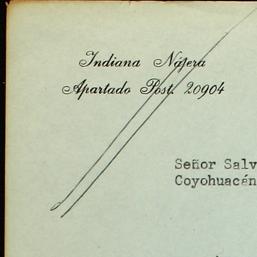 Indiana Nájera
Apartado Post. 20904
Señor Salv
Coyohuacán